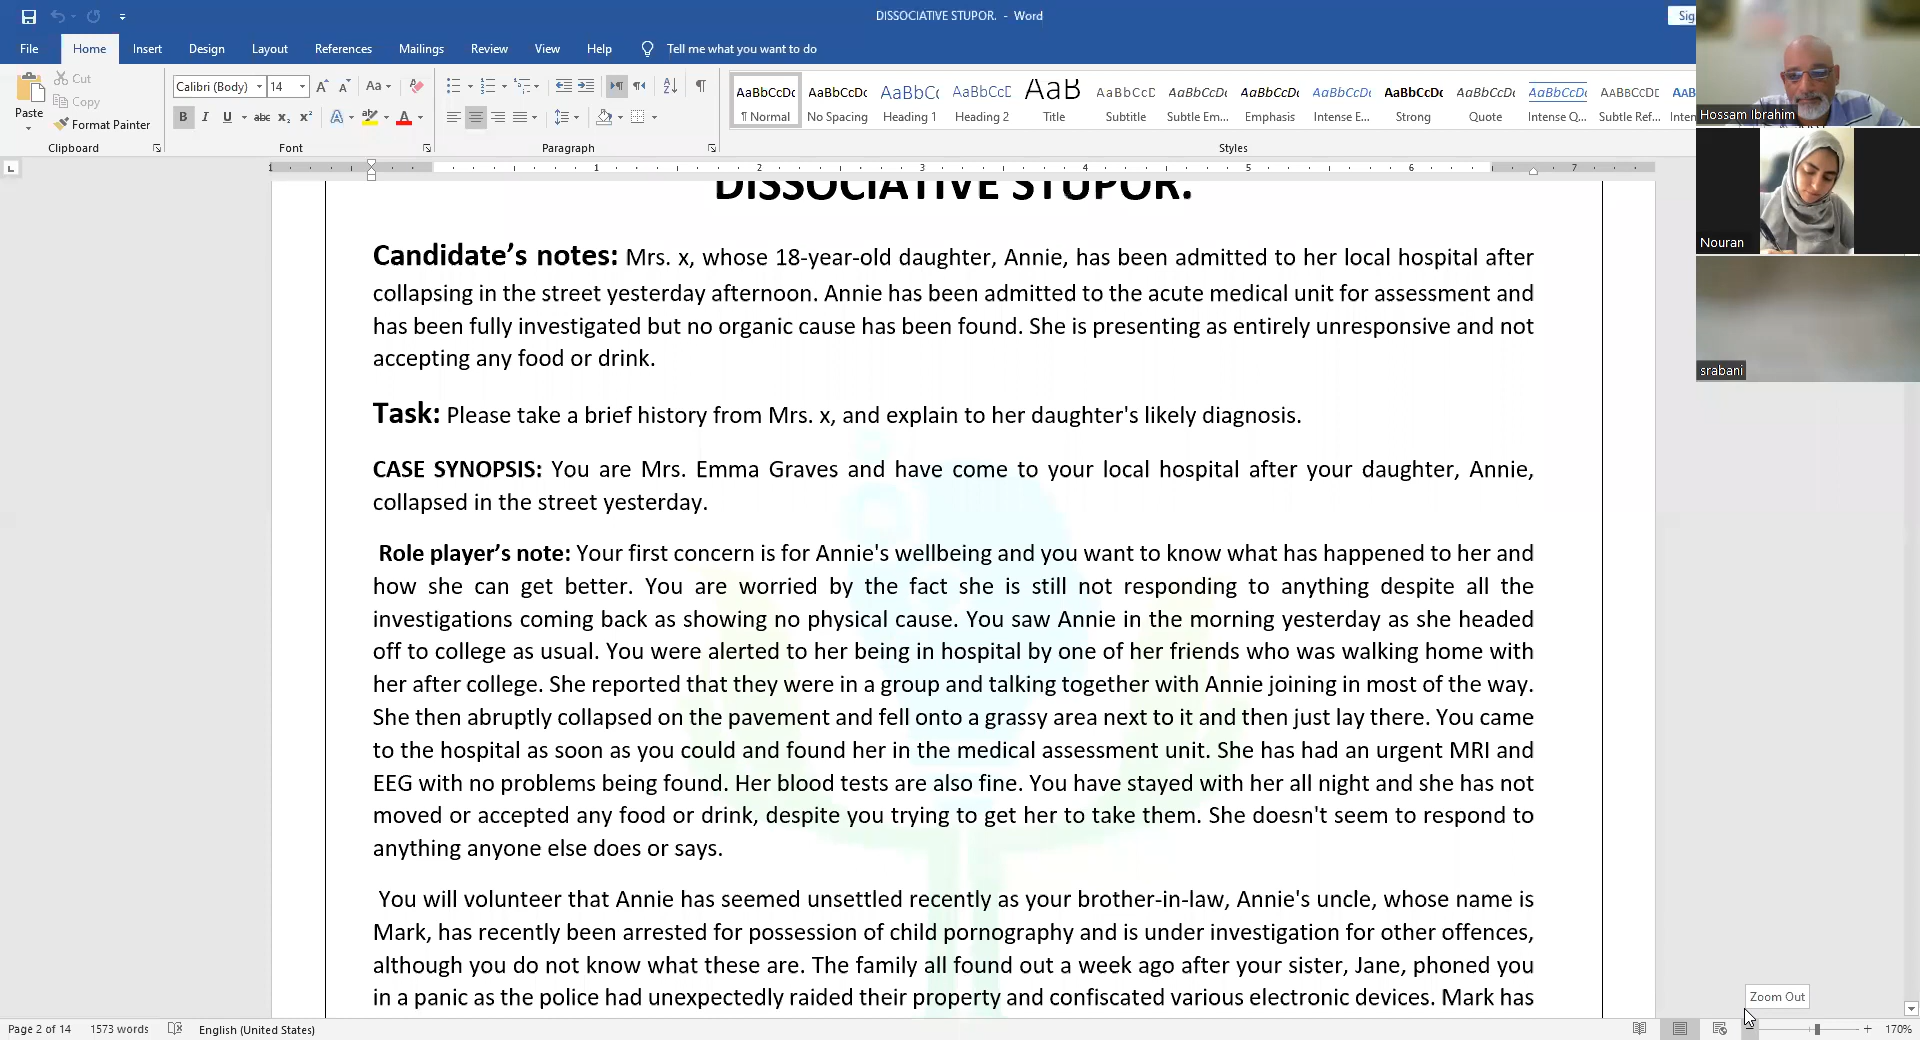 DISSOCIATIVE STUPOR. - Word
Sig
File Home Insert Design Layout References Mailings Review View Help Tell me what you want to do
Paste
Cut
Copy
Format Painter
Clipboard
Calibri (Body) 14
Font
Paragraph
AaBbCcDc AaBbCcDc AaBbCc AaBbCcD AaB AaBbCcD AaBbCcDc AaBbCcDc AaBbCcDc AaBbCcDc AaBbCcDc AaBbCcDc AABBCCDE AAB
¶ Normal No Spacing Heading 1 Heading 2 Title Subtitle Subtle Em... Emphasis Intense E... Strong Quote Intense Q... Subtle Ref... Inten
Styles
1 1 2 3 4 5 6 7
Hossam Ibrahim
Nouran
srabani
DISSOCIATIVE STUPOR.
Candidate’s notes: Mrs. x, whose 18-year-old daughter, Annie, has been admitted to her local hospital after
collapsing in the street yesterday afternoon. Annie has been admitted to the acute medical unit for assessment and
has been fully investigated but no organic cause has been found. She is presenting as entirely unresponsive and not
accepting any food or drink.
Task: Please take a brief history from Mrs. x, and explain to her daughter's likely diagnosis.
CASE SYNOPSIS: You are Mrs. Emma Graves and have come to your local hospital after your daughter, Annie,
collapsed in the street yesterday.
Role player’s note: Your first concern is for Annie's wellbeing and you want to know what has happened to her and
how she can get better. You are worried by the fact she is still not responding to anything despite all the
investigations coming back as showing no physical cause. You saw Annie in the morning yesterday as she headed
off to college as usual. You were alerted to her being in hospital by one of her friends who was walking home with
her after college. She reported that they were in a group and talking together with Annie joining in most of the way.
She then abruptly collapsed on the pavement and fell onto a grassy area next to it and then just lay there. You came
to the hospital as soon as you could and found her in the medical assessment unit. She has had an urgent MRI and
EEG with no problems being found. Her blood tests are also fine. You have stayed with her all night and she has not
moved or accepted any food or drink, despite you trying to get her to take them. She doesn't seem to respond to
anything anyone else does or says.
You will volunteer that Annie has seemed unsettled recently as your brother-in-law, Annie's uncle, whose name is
Mark, has recently been arrested for possession of child pornography and is under investigation for other offences,
although you do not know what these are. The family all found out a week ago after your sister, Jane, phoned you
in a panic as the police had unexpectedly raided their property and confiscated various electronic devices. Mark has
Zoom Out
Page 2 of 14 1573 words English (United States) 170%